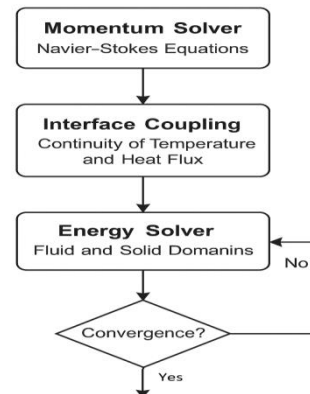 Momentum Solver
Navier–Stokes Equations
Interface Coupling
Continuity of Temperature
and Heat Flux
Energy Solver
Fluid and Solid Domanins
No
Convergence?
Yes